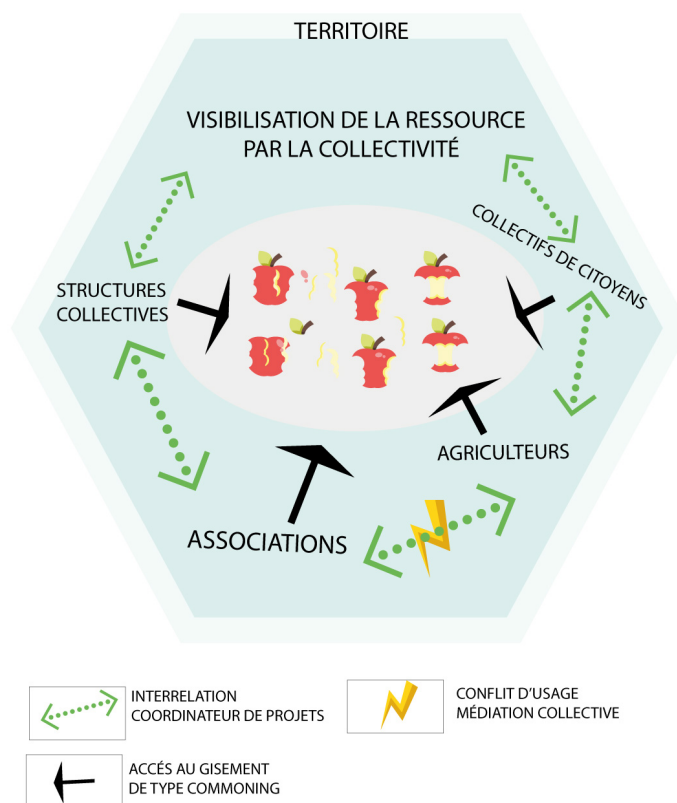 TERRITOIRE
VISIBILISATION DE LA RESSOURCE
PAR LA COLLECTIVITÉ
COLLECTIFS DE CITOYENS
STRUCTURES
COLLECTIVES
AGRICULTEURS
ASSOCIATIONS
INTERRELATION
COORDINATEUR DE PROJETS
CONFLIT D'USAGE
MÉDIATION COLLECTIVE
ACCÉS AU GISEMENT
DE TYPE COMMONING